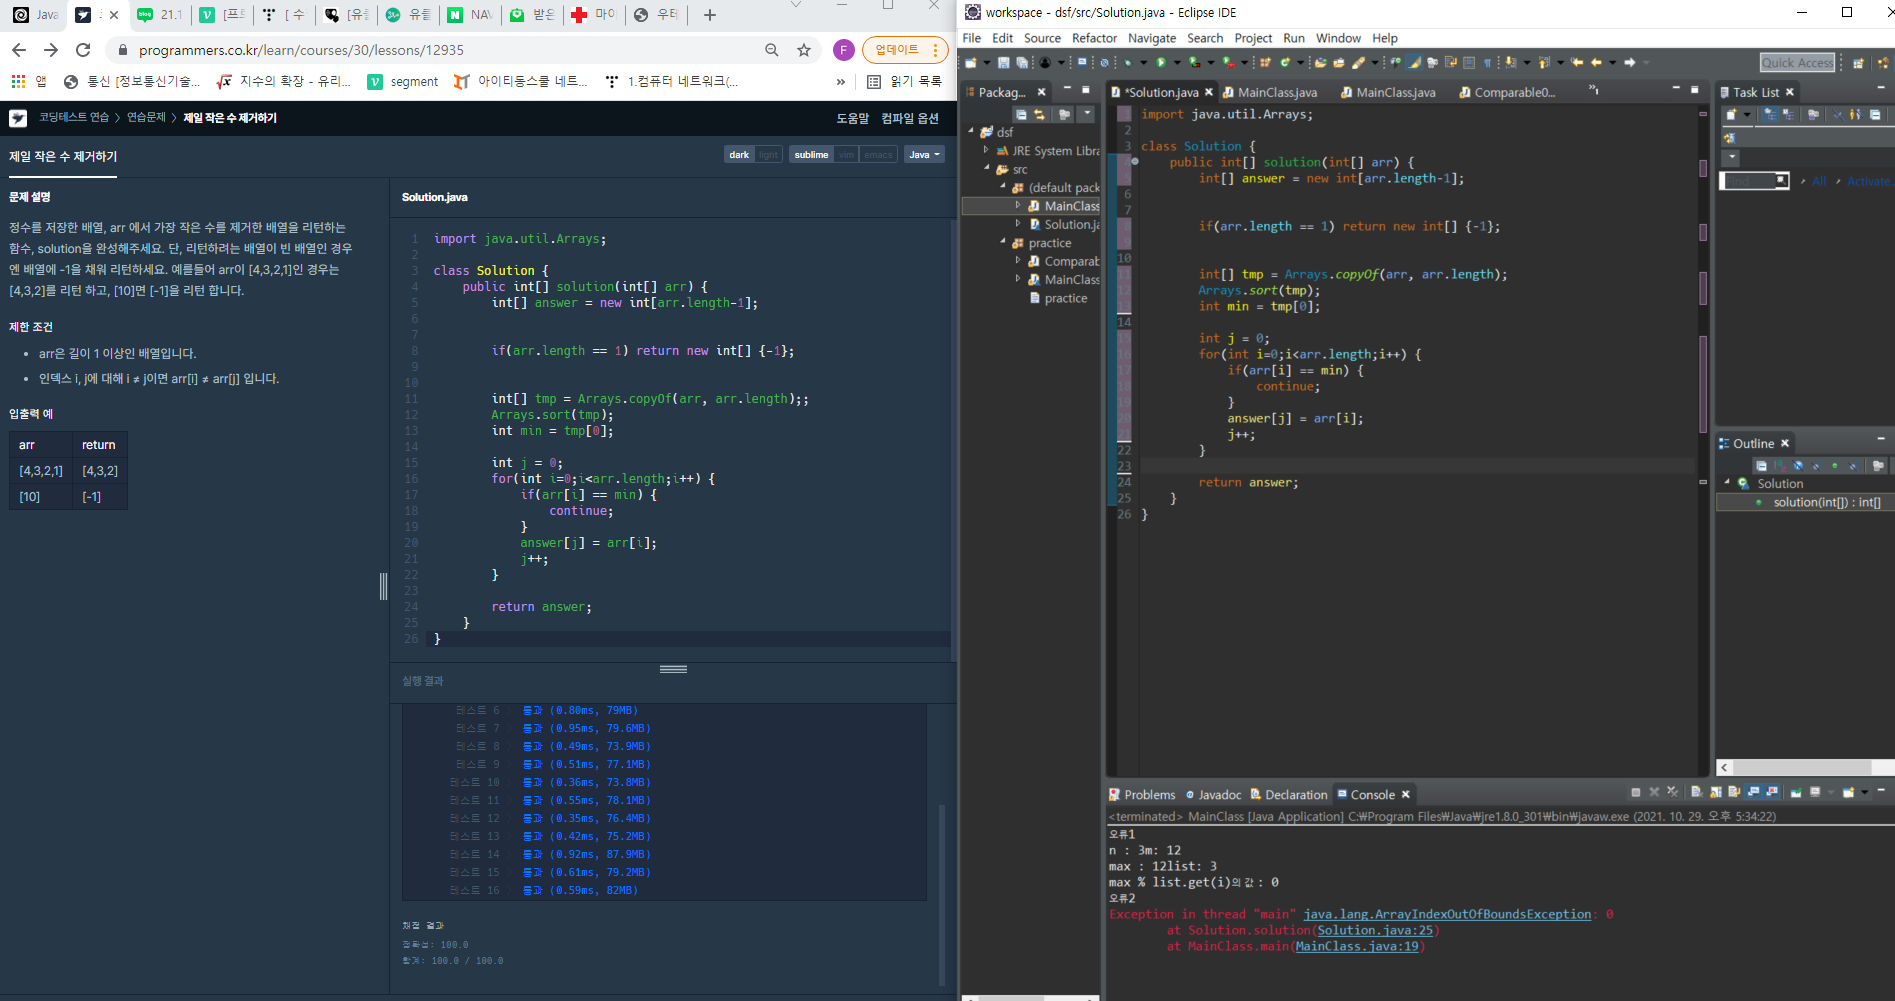 Java
21.1
[프로
[ 수
[유튜
유튜
NAV
받은
마이
우테
programmers.co.kr/learn/courses/30/lessons/12935
F
업데이트
앱
통신 [정보통신기술...
지수의 확장 - 유리...
segment
아이티동스쿨 네트...
1.컴퓨터 네트워크(...
»
읽기 목록
코딩테스트 연습 > 연습문제 > 제일 작은 수 제거하기
도움말
컴파일 옵션
제일 작은 수 제거하기
dark light
sublime vim emacs
Java
문제 설명
정수를 저장한 배열, arr 에서 가장 작은 수를 제거한 배열을 리턴하는
함수, solution을 완성해주세요. 단, 리턴하려는 배열이 빈 배열인 경우
엔 배열에 -1을 채워 리턴하세요. 예를들어 arr이 [4,3,2,1]인 경우는
[4,3,2]를 리턴 하고, [10]면 [-1]을 리턴 합니다.
제한 조건
• arr은 길이 1 이상인 배열입니다.
• 인덱스 i, j에 대해 i ≠ j이면 arr[i] ≠ arr[j] 입니다.
입출력 예
arr return
[4,3,2,1] [4,3,2]
[10] [-1]
Solution.java
1 import java.util.Arrays;
2
3 class Solution {
4 public int[] solution(int[] arr) {
5 int[] answer = new int[arr.length-1];
6
7
8 if(arr.length == 1) return new int[] {-1};
9
10
11 int[] tmp = Arrays.copyOf(arr, arr.length);;
12 Arrays.sort(tmp);
13 int min = tmp[0];
14
15 int j = 0;
16 for(int i=0;i<arr.length;i++) {
17 if(arr[i] == min) {
18 continue;
19 }
20 answer[j] = arr[i];
21 j++;
22 }
23
24 return answer;
25 }
26 }
실행 결과
테스트 6 통과 (0.80ms, 79MB)
테스트 7 통과 (0.95ms, 79.6MB)
테스트 8 통과 (0.49ms, 73.9MB)
테스트 9 통과 (0.51ms, 77.1MB)
테스트 10 통과 (0.36ms, 73.8MB)
테스트 11 통과 (0.55ms, 78.1MB)
테스트 12 통과 (0.35ms, 76.4MB)
테스트 13 통과 (0.42ms, 75.2MB)
테스트 14 통과 (0.92ms, 87.9MB)
테스트 15 통과 (0.61ms, 79.2MB)
테스트 16 통과 (0.59ms, 82MB)
채점 결과
정확성: 100.0
합계: 100.0 / 100.0
workspace - dsf/src/Solution.java - Eclipse IDE
File Edit Source Refactor Navigate Search Project Run Window Help
Quick Access
Packag...
dsf
JRE System Libra
src
(default pack
MainClass
Solution.ja
practice
Comparab
MainClass
practice
*Solution.java
MainClass.java
MainClass.java
Comparable0...
»1
import java.util.Arrays;
2
3 class Solution {
public int[] solution(int[] arr) {
int[] answer = new int[arr.length-1];
6
7
if(arr.length == 1) return new int[] {-1};
10
int[] tmp = Arrays.copyOf(arr, arr.length);
Arrays.sort(tmp);
int min = tmp[0];
14
int j = 0;
for(int i=0;i<arr.length;i++) {
if(arr[i] == min) {
continue;
}
answer[j] = arr[i];
j++;
22 }
23
24 return answer;
25 }
26 }
Task List
Find
All
Activate...
Outline
Solution
solution(int[]) : int[]
Problems
Javadoc
Declaration
Console
<terminated> MainClass [Java Application] C:₩Program Files₩Java₩jre1.8.0_301₩bin₩javaw.exe (2021. 10. 29. 오후 5:34:22)
오류1
n : 3m: 12
max : 12list: 3
max % list.get(i)의 값 : 0
오류2
Exception in thread "main" java.lang.ArrayIndexOutOfBoundsException: 0
at Solution.solution(Solution.java:25)
at MainClass.main(MainClass.java:19)